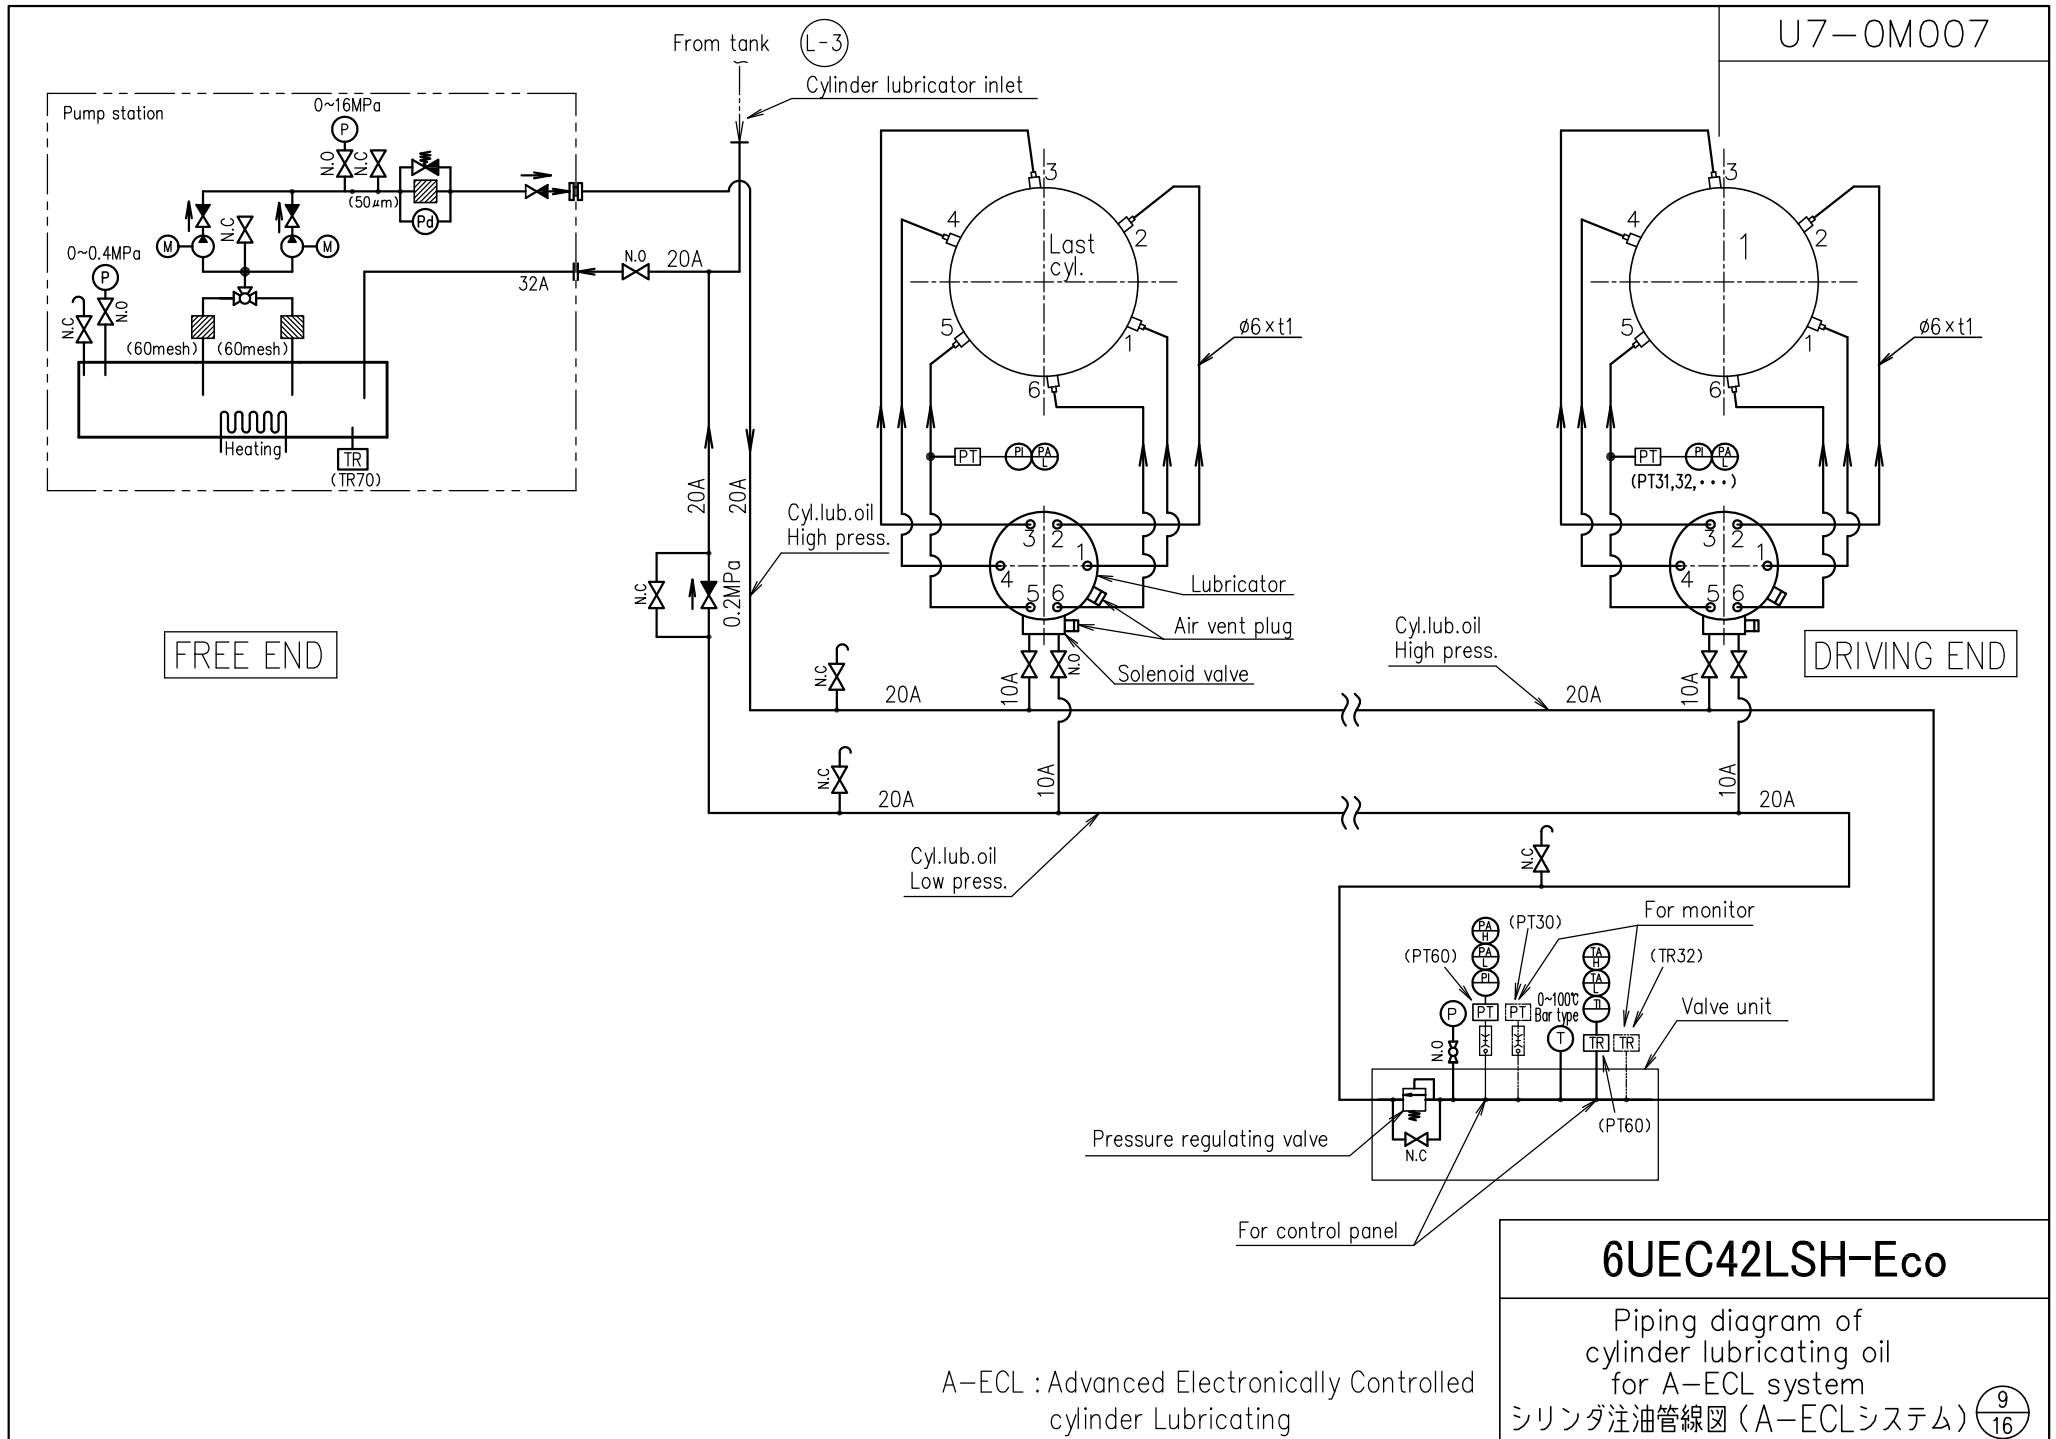 U7-0M007
From tank
L-3
Cylinder lubricator inlet
Pump station
0~16MPa
P
N.O
N.C
(50μm)
Pd
N.C
M
M
0~0.4MPa
P
N.C
N.O
(60mesh)
(60mesh)
Heating
TR
(TR70)
32A
N.O
20A
20A
20A
N.C
0.2MPa
Cyl.lub.oil
High press.
3
4
2
Last
cyl.
5
1
6
ø6×t1
PT
PI
PA
L
3
2
1
4
5
6
Lubricator
Air vent plug
Solenoid valve
N.O
10A
3
4
2
1
5
1
6
ø6×t1
PT
PI
PA
L
(PT31,32,···)
3
2
1
4
5
6
10A
FREE END
DRIVING END
Cyl.lub.oil
High press.
N.C
20A
20A
N.C
20A
10A
10A
20A
Cyl.lub.oil
Low press.
N.C
For monitor
PA
H
PA
L
PI
PT
(PT60)
(PT30)
PT
0~100℃
Bar type
TA
H
TA
L
TI
TR
(TR32)
TR
Valve unit
P
N.O
T
(PT60)
Pressure regulating valve
N.C
For control panel
6UEC42LSH-Eco
Piping diagram of
cylinder lubricating oil
for A-ECL system
シリンダ注油管線図(A-ECLシステム)
9
16
A-ECL : Advanced Electronically Controlled
cylinder Lubricating